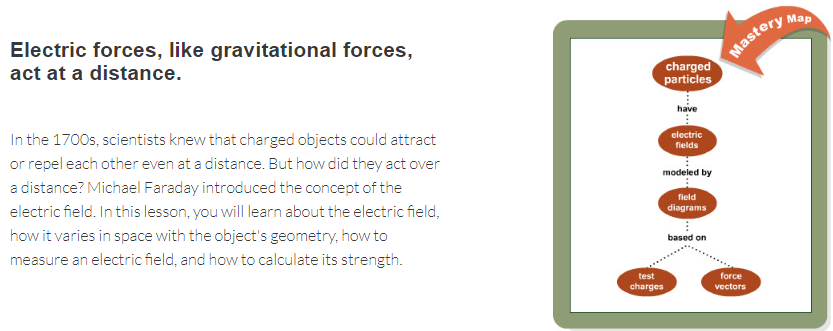 Electric forces, like gravitational forces,
act at a distance.
In the 1700s, scientists knew that charged objects could attract
or repel each other even at a distance. But how did they act over
a distance? Michael Faraday introduced the concept of the
electric field. In this lesson, you will learn about the electric field,
how it varies in space with the object's geometry, how to
measure an electric field, and how to calculate its strength.
Mastery Map
charged
particles
have
electric
fields
modeled by
field
diagrams
based on
test
charges
force
vectors